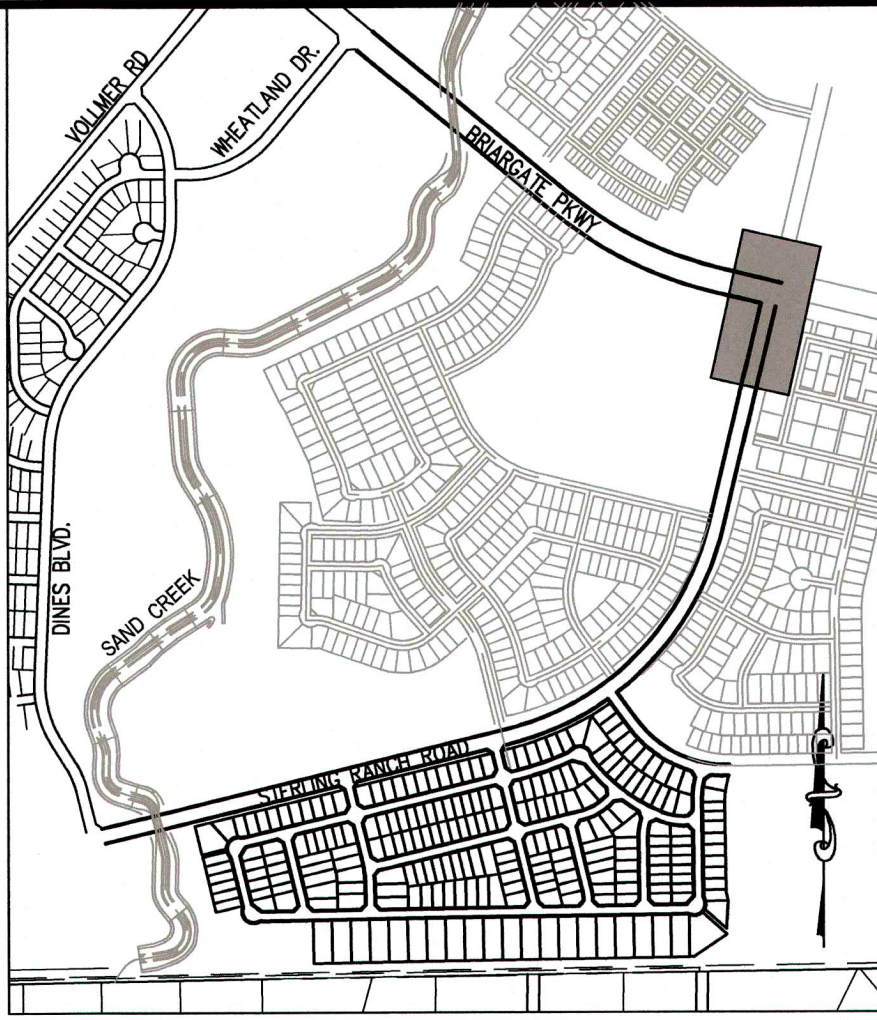 VOLLMER RD
WHEATLAND DR.
BRIARGATE PKWY
DINES BLVD.
SAND CREEK
STERLING RANCH ROAD